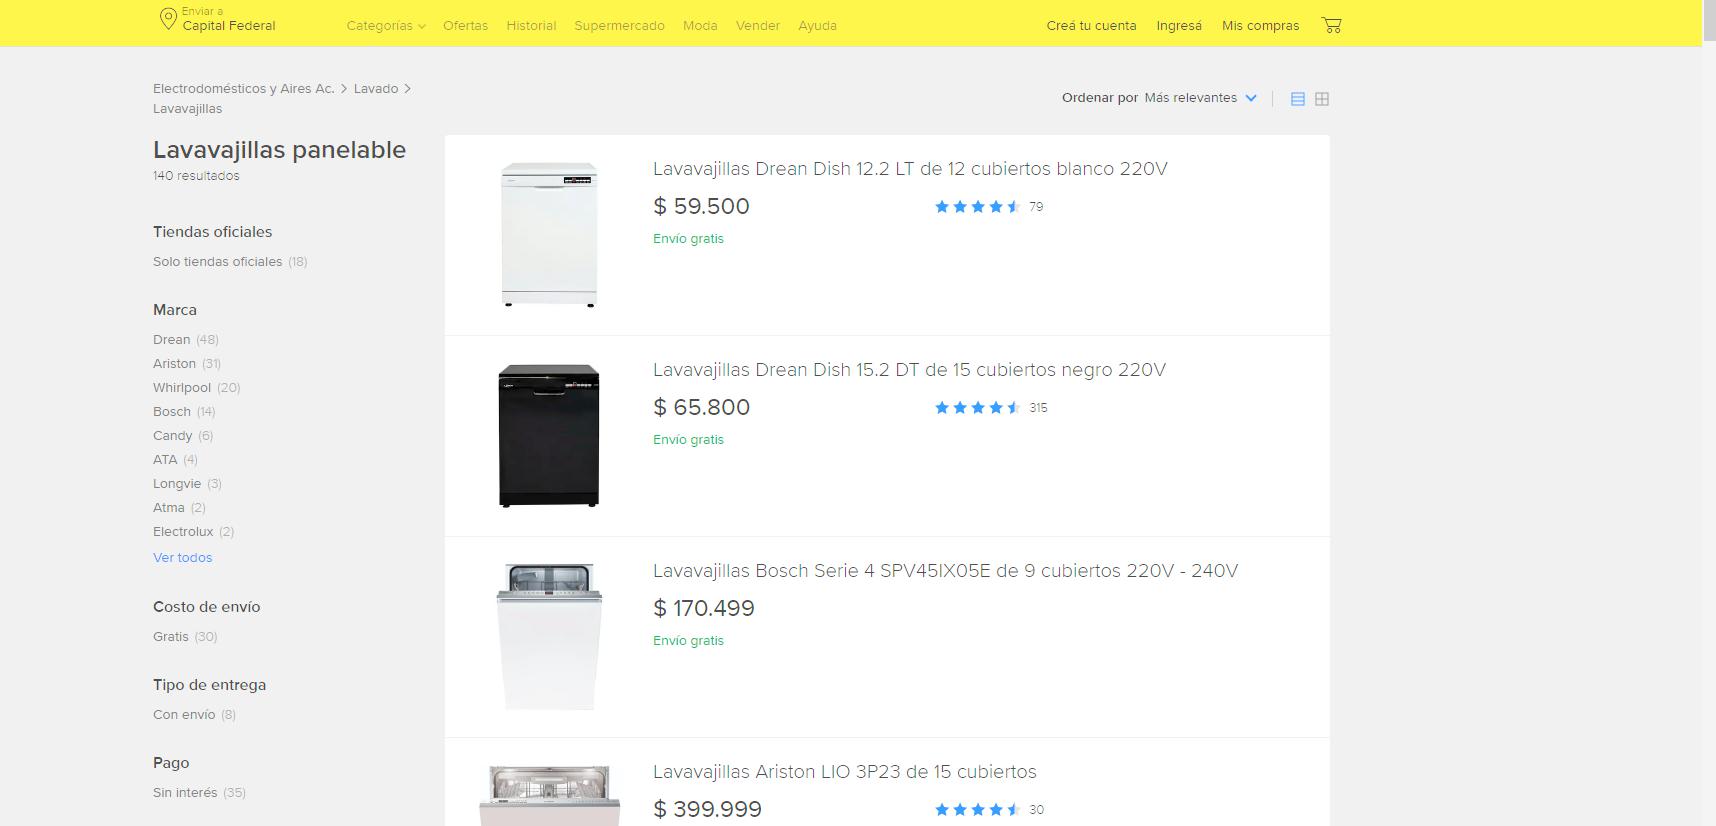 Enviar a
Capital Federal
Categorías Ofertas Historial Supermercado Moda Vender Ayuda
Creá tu cuenta Ingresá Mis compras
Electrodomésticos y Aires Ac. > Lavado >
Lavavajillas
Lavavajillas panelable
140 resultados
Tiendas oficiales
Solo tiendas oficiales (18)
Marca
Drean (48)
Ariston (31)
Whirlpool (20)
Bosch (14)
Candy (6)
ATA (4)
Longvie (3)
Atma (2)
Electrolux (2)
Ver todos
Costo de envío
Gratis (30)
Tipo de entrega
Con envío (8)
Pago
Sin interés (35)
Ordenar por Más relevantes
Lavavajillas Drean Dish 12.2 LT de 12 cubiertos blanco 220V
$ 59.500
79
Envío gratis
Lavavajillas Drean Dish 15.2 DT de 15 cubiertos negro 220V
$ 65.800
315
Envío gratis
Lavavajillas Bosch Serie 4 SPV45IX05E de 9 cubiertos 220V - 240V
$ 170.499
Envío gratis
Lavavajillas Ariston LIO 3P23 de 15 cubiertos
$ 399.999
30